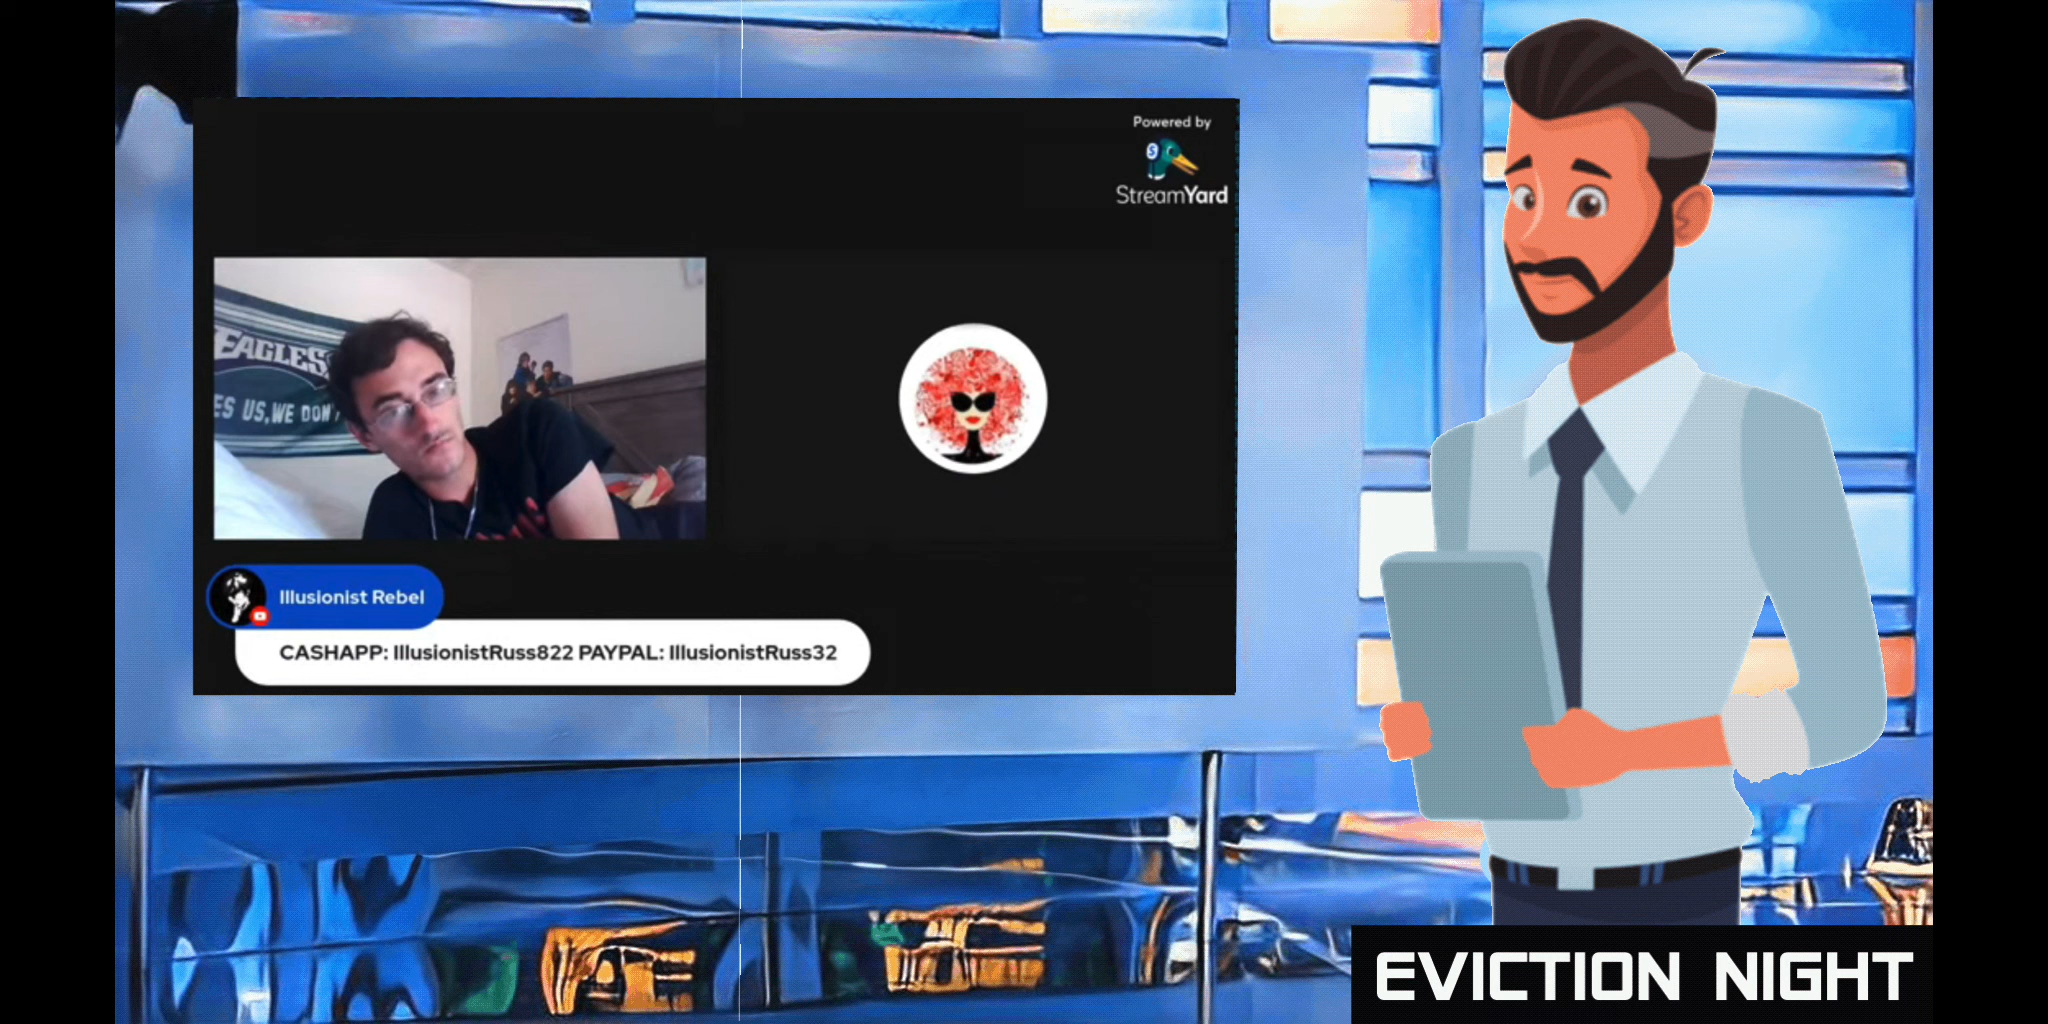 Powered by
StreamYard
EAGLES
ES US, WE DON'
Illusionist Rebel
CASHAPP: IllusionistRuss822 PAYPAL: IllusionistRuss32
EVICTION NIGHT